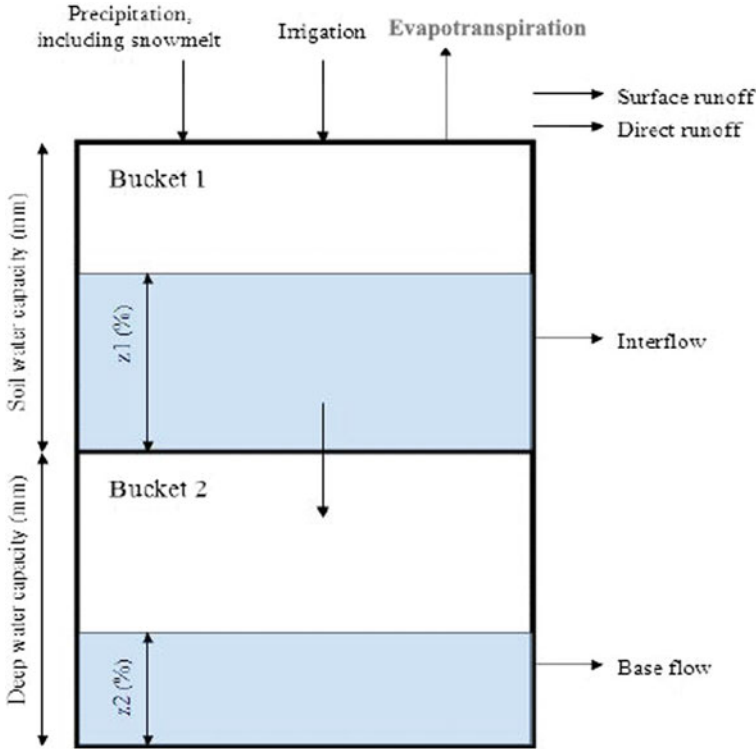 Precipitation,
including snowmelt
Irrigation
Evapotranspiration
Surface runoff
Direct runoff
Bucket 1
Soil water capacity (mm)
z1 (%)
Interflow
Bucket 2
Deep water capacity (mm)
z2 (%)
Base flow